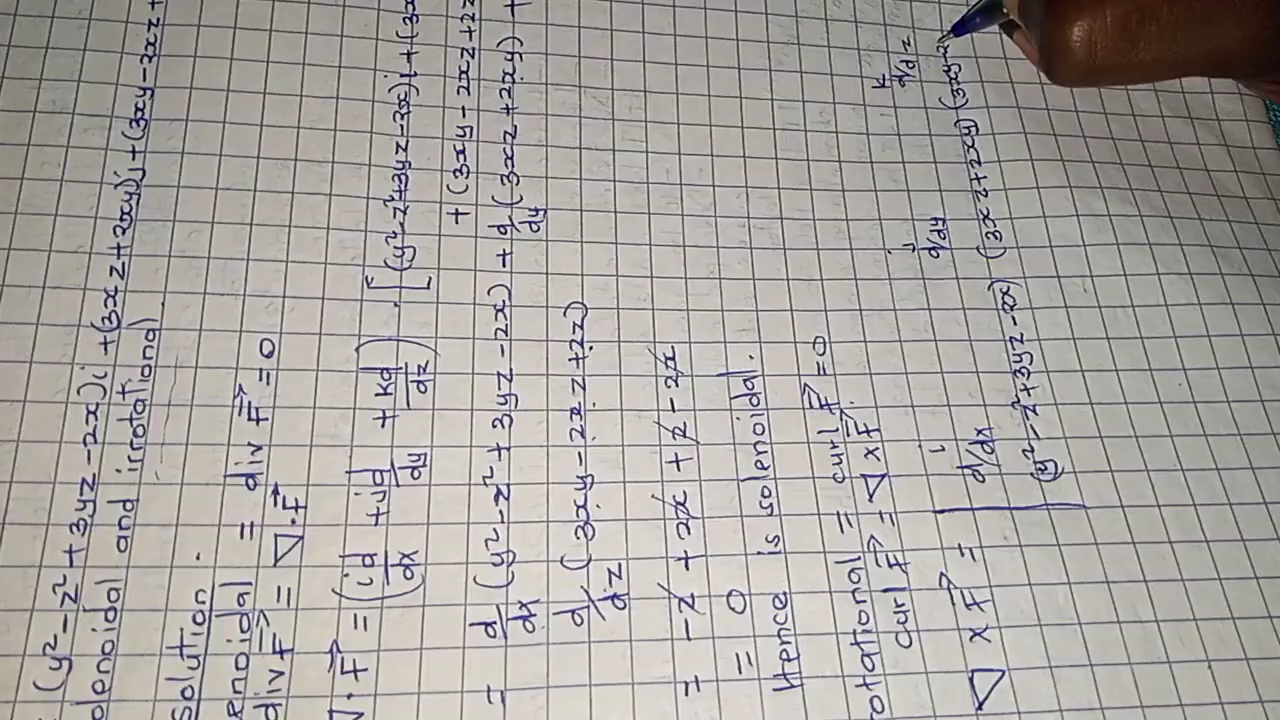 (y²-z²+3yz-2x)i+(3xz+2xy)j+(3xy-2xz+
olenoidal and irrotational
Solution.
enoidal = div F⃗ = 0
div F⃗ = ∇·F⃗
∇·F⃗ = (id/dx + jd/dy + kd/dz)·[(y²-z²+3yz-2x)i+(3x
+(3xy-2xz+2z
= d/dx (y²-z²+3yz-2x) + d/dy (3xz+2xy) +
d/dz (3xy-2xz+2z)
= -2 + 2x + 2 - 2x
= 0
Hence is solenoidal.
otational = curl F⃗ = 0
curl F⃗ = ∇×F⃗.
i j k
∇ × F⃗ = | d/dx d/dy d/dz
(y²-z²+3yz-2x) (3xz+2xy) (3xy-2